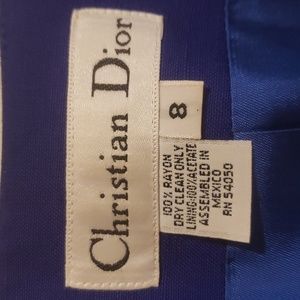 Christian Dior
8
100% RAYON
DRY CLEAN ONLY
LINING:100%ACETATE
ASSEMBLED IN
MEXICO
RN 54050